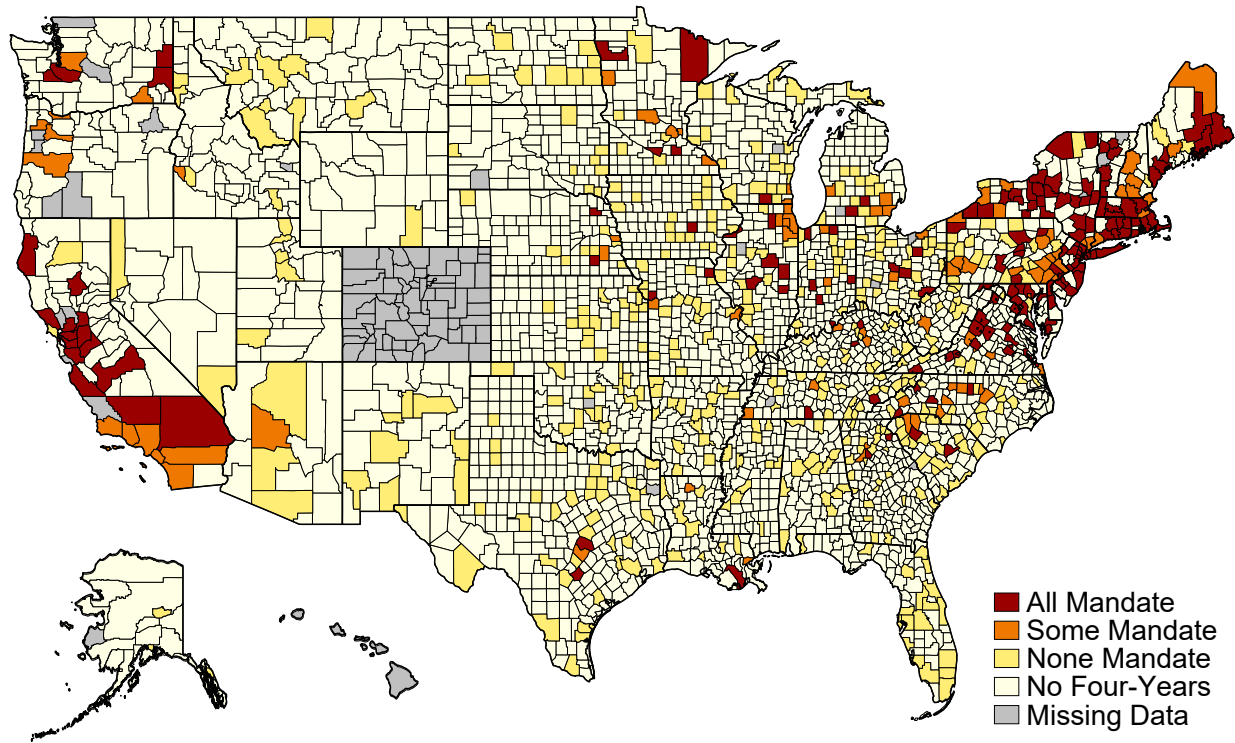 All Mandate
Some Mandate
None Mandate
No Four-Years
Missing Data